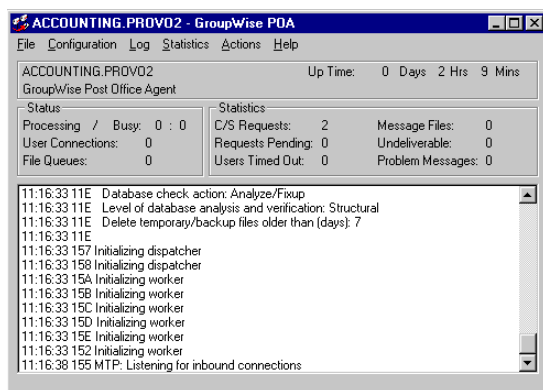 ACCOUNTING.PROVO2 - GroupWise POA
File Configuration Log Statistics Actions Help
ACCOUNTING.PROVO2 Up Time: 0 Days 2 Hrs 9 Mins
GroupWise Post Office Agent
Status Statistics
Processing / Busy: 0 : 0 C/S Requests: 2 Message Files: 0
User Connections: 0 Requests Pending: 0 Undeliverable: 0
File Queues: 0 Users Timed Out: 0 Problem Messages: 0
11:16:33 11E Database check action: Analyze/Fixup
11:16:33 11E Level of database analysis and verification: Structural
11:16:33 11E Delete temporary/backup files older than (days): 7
11:16:33 11E
11:16:33 157 Initializing dispatcher
11:16:33 158 Initializing dispatcher
11:16:33 15A Initializing worker
11:16:33 15B Initializing worker
11:16:33 15C Initializing worker
11:16:33 15D Initializing worker
11:16:33 15E Initializing worker
11:16:33 152 Initializing worker
11:16:38 155 MTP: Listening for inbound connections